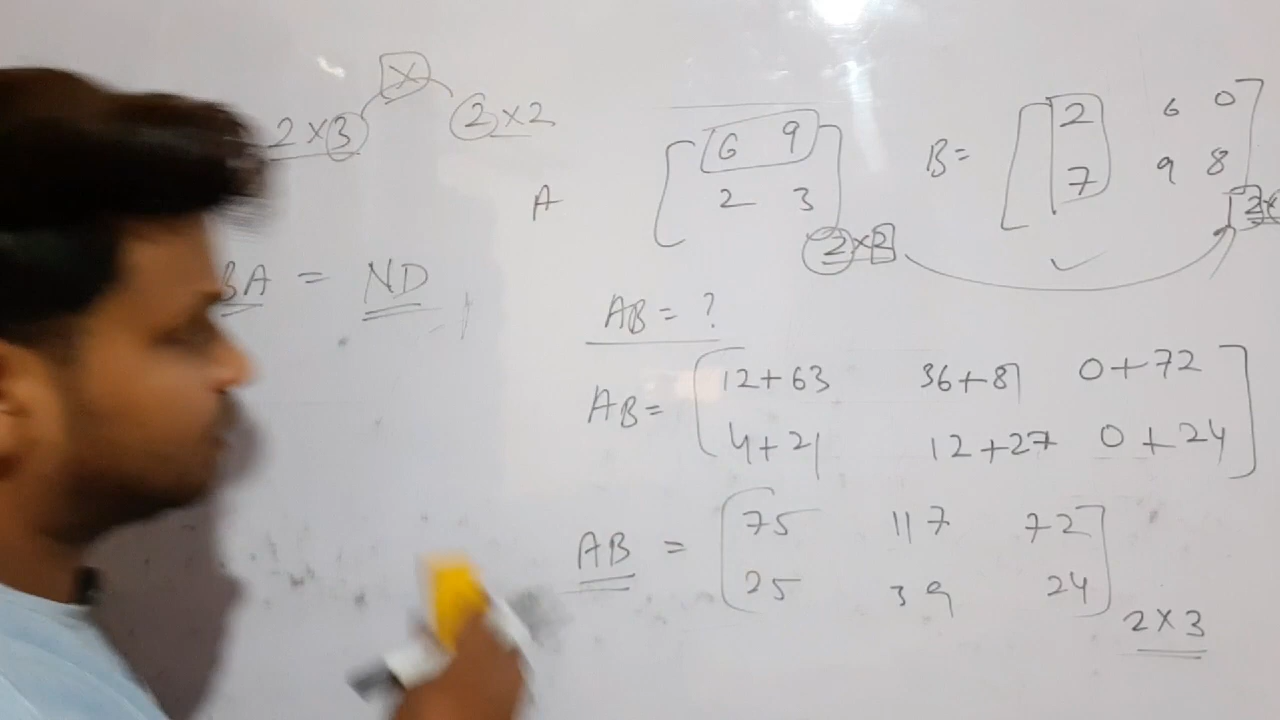 ×
2×3 2×2
BA = ND
A [6 9
2 3] 2×2
B= [2 6 0
7 9 8] 2×
AB = ?
AB= [12+63 36+81 0+72
4+21 12+27 0+24]
AB = [75 117 72
25 39 24] 2×3